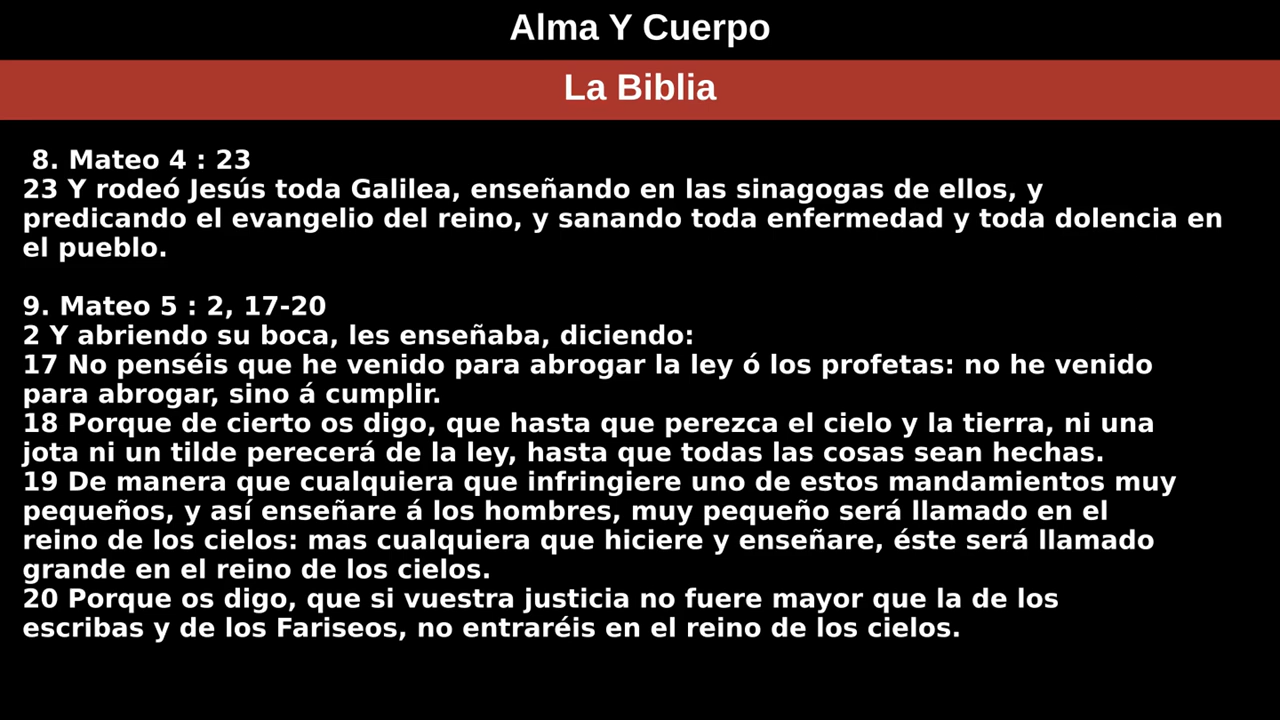 Alma Y Cuerpo
La Biblia
8. Mateo 4 : 23
23 Y rodeó Jesús toda Galilea, enseñando en las sinagogas de ellos, y
predicando el evangelio del reino, y sanando toda enfermedad y toda dolencia en
el pueblo.
9. Mateo 5 : 2, 17-20
2 Y abriendo su boca, les enseñaba, diciendo:
17 No penséis que he venido para abrogar la ley ó los profetas: no he venido
para abrogar, sino á cumplir.
18 Porque de cierto os digo, que hasta que perezca el cielo y la tierra, ni una
jota ni un tilde perecerá de la ley, hasta que todas las cosas sean hechas.
19 De manera que cualquiera que infringiere uno de estos mandamientos muy
pequeños, y así enseñare á los hombres, muy pequeño será llamado en el
reino de los cielos: mas cualquiera que hiciere y enseñare, éste será llamado
grande en el reino de los cielos.
20 Porque os digo, que si vuestra justicia no fuere mayor que la de los
escribas y de los Fariseos, no entraréis en el reino de los cielos.